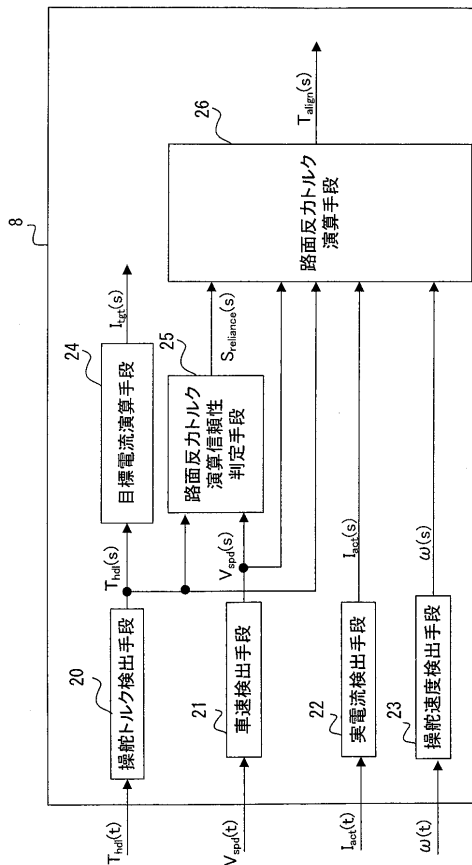 8
T_hdl(t)
20
操舵トルク検出手段
T_hdl(s)
24
目標電流演算手段
I_tgt(s)
V_spd(t)
21
車速検出手段
V_spd(s)
25
路面反力トルク
演算信頼性
判定手段
S_reliance(s)
26
路面反力トルク
演算手段
T_align(s)
I_act(t)
22
実電流検出手段
I_act(s)
ω(t)
23
操舵速度検出手段
ω(s)